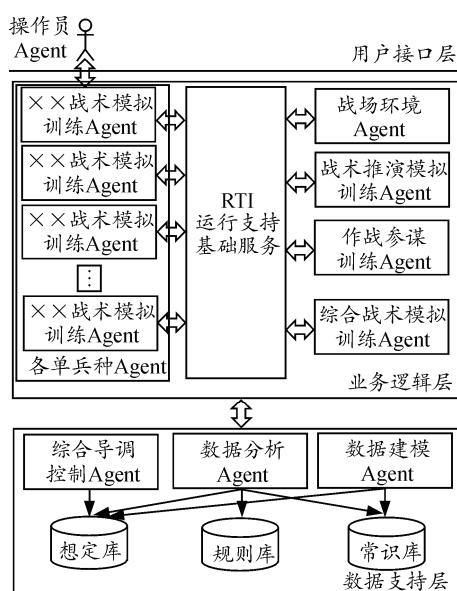 操作员
Agent
用户接口层
××战术模拟
训练Agent
××战术模拟
训练Agent
××战术模拟
训练Agent
⋮
××战术模拟
训练Agent
各单兵种Agent
RTI
运行支持
基础服务
战场环境
Agent
战术推演模拟
训练Agent
作战参谋
训练Agent
综合战术模拟
训练Agent
业务逻辑层
综合导调
控制Agent
数据分析
Agent
数据建模
Agent
想定库
规则库
常识库
数据支持层